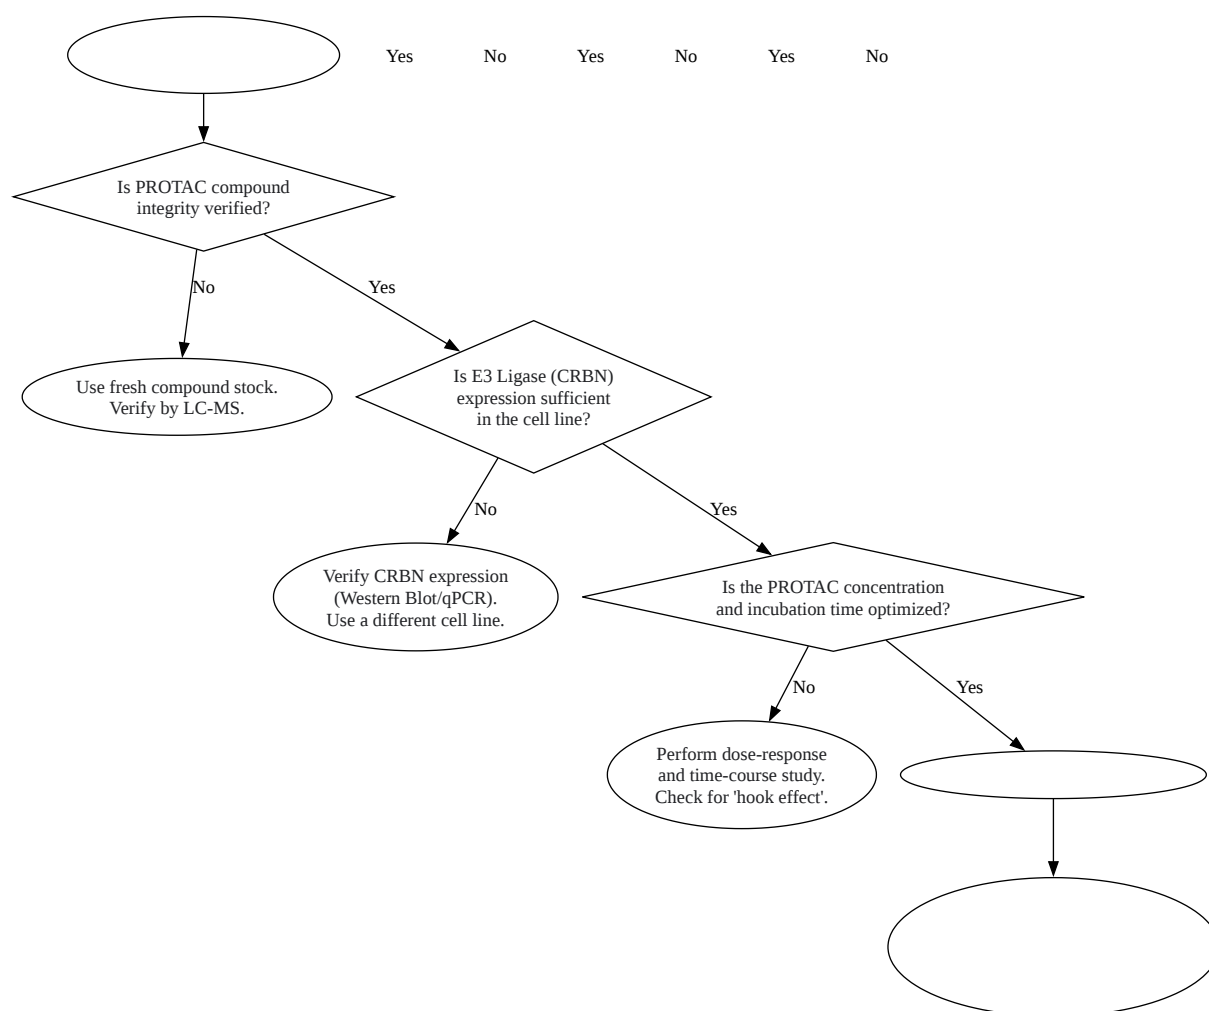 Yes No Yes No Yes No
Is PROTAC compound
integrity verified?
No
Yes
Use fresh compound stock.
Verify by LC-MS.
Is E3 Ligase (CRBN)
expression sufficient
in the cell line?
No
Yes
Verify CRBN expression
(Western Blot/qPCR).
Use a different cell line.
Is the PROTAC concentration
and incubation time optimized?
No
Yes
Perform dose-response
and time-course study.
Check for 'hook effect'.